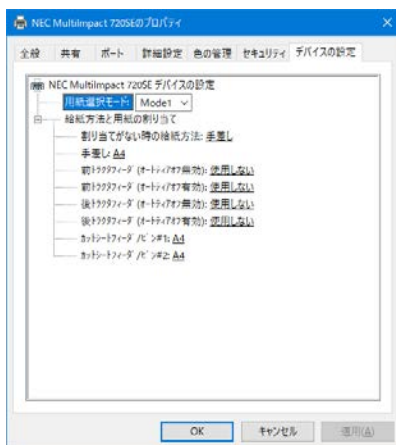 NEC MultiImpact 720SEのプロパティ
全般 共有 ポート 詳細設定 色の管理 セキュリティ デバイスの設定
NEC MultiImpact 720SE デバイスの設定
用紙選択モード: Mode1
給紙方法と用紙の割り当て
割り当てがない時の給紙方法: 手差し
手差し: A4
前ﾄﾗｸﾀﾌｨｰﾀﾞ (ｵｰﾄﾃｨｱｵﾌ無効): 使用しない
前ﾄﾗｸﾀﾌｨｰﾀﾞ (ｵｰﾄﾃｨｱｵﾌ有効): 使用しない
後ﾄﾗｸﾀﾌｨｰﾀﾞ (ｵｰﾄﾃｨｱｵﾌ無効): 使用しない
後ﾄﾗｸﾀﾌｨｰﾀﾞ (ｵｰﾄﾃｨｱｵﾌ有効): 使用しない
ｶｯﾄｼｰﾄﾌｨｰﾀﾞ/ﾋﾞﾝ#1: A4
ｶｯﾄｼｰﾄﾌｨｰﾀﾞ/ﾋﾞﾝ#2: A4
OK キャンセル 適用(A)